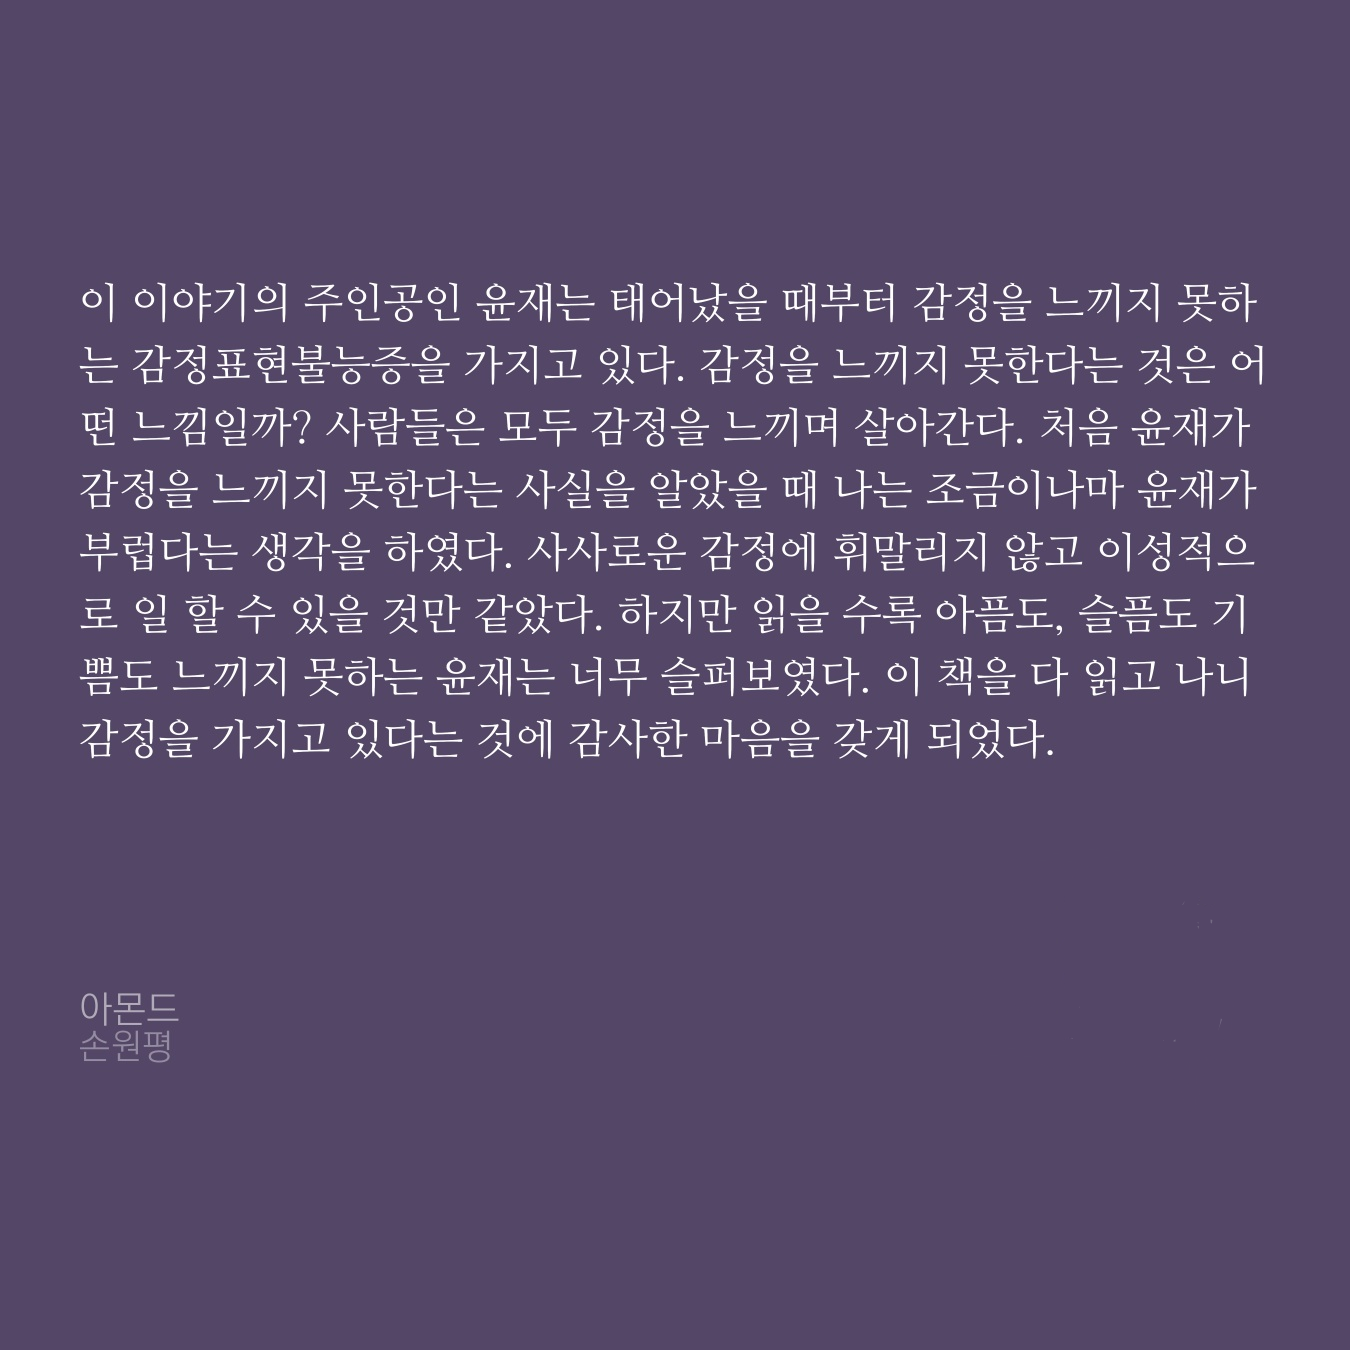 이 이야기의 주인공인 윤재는 태어났을 때부터 감정을 느끼지 못하
는 감정표현불능증을 가지고 있다. 감정을 느끼지 못한다는 것은 어
떤 느낌일까? 사람들은 모두 감정을 느끼며 살아간다. 처음 윤재가
감정을 느끼지 못한다는 사실을 알았을 때 나는 조금이나마 윤재가
부럽다는 생각을 하였다. 사사로운 감정에 휘말리지 않고 이성적으
로 일 할 수 있을 것만 같았다. 하지만 읽을 수록 아픔도, 슬픔도 기
쁨도 느끼지 못하는 윤재는 너무 슬퍼보였다. 이 책을 다 읽고 나니
감정을 가지고 있다는 것에 감사한 마음을 갖게 되었다.
아몬드
손원평